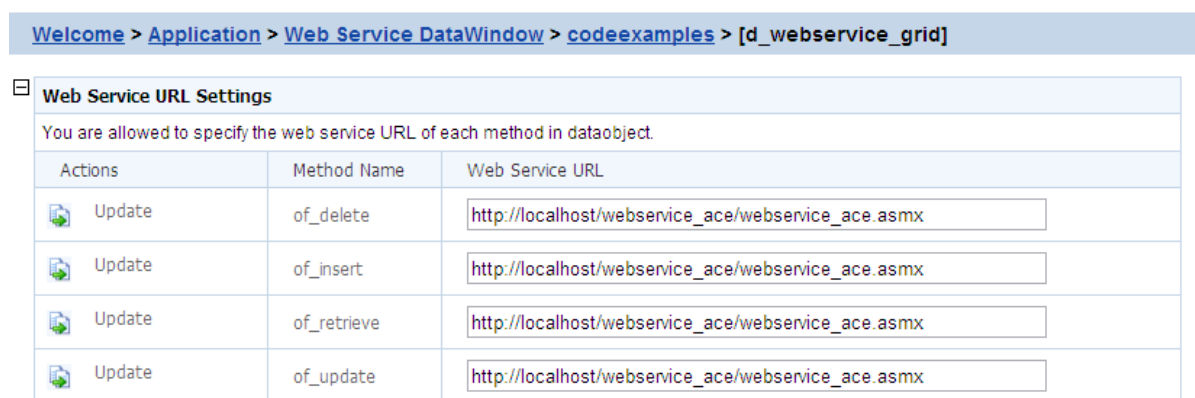 Welcome > Application > Web Service DataWindow > codeexamples > [d_webservice_grid]
Web Service URL Settings
You are allowed to specify the web service URL of each method in dataobject.
Actions Method Name Web Service URL
Update of_delete http://localhost/webservice_ace/webservice_ace.asmx
Update of_insert http://localhost/webservice_ace/webservice_ace.asmx
Update of_retrieve http://localhost/webservice_ace/webservice_ace.asmx
Update of_update http://localhost/webservice_ace/webservice_ace.asmx